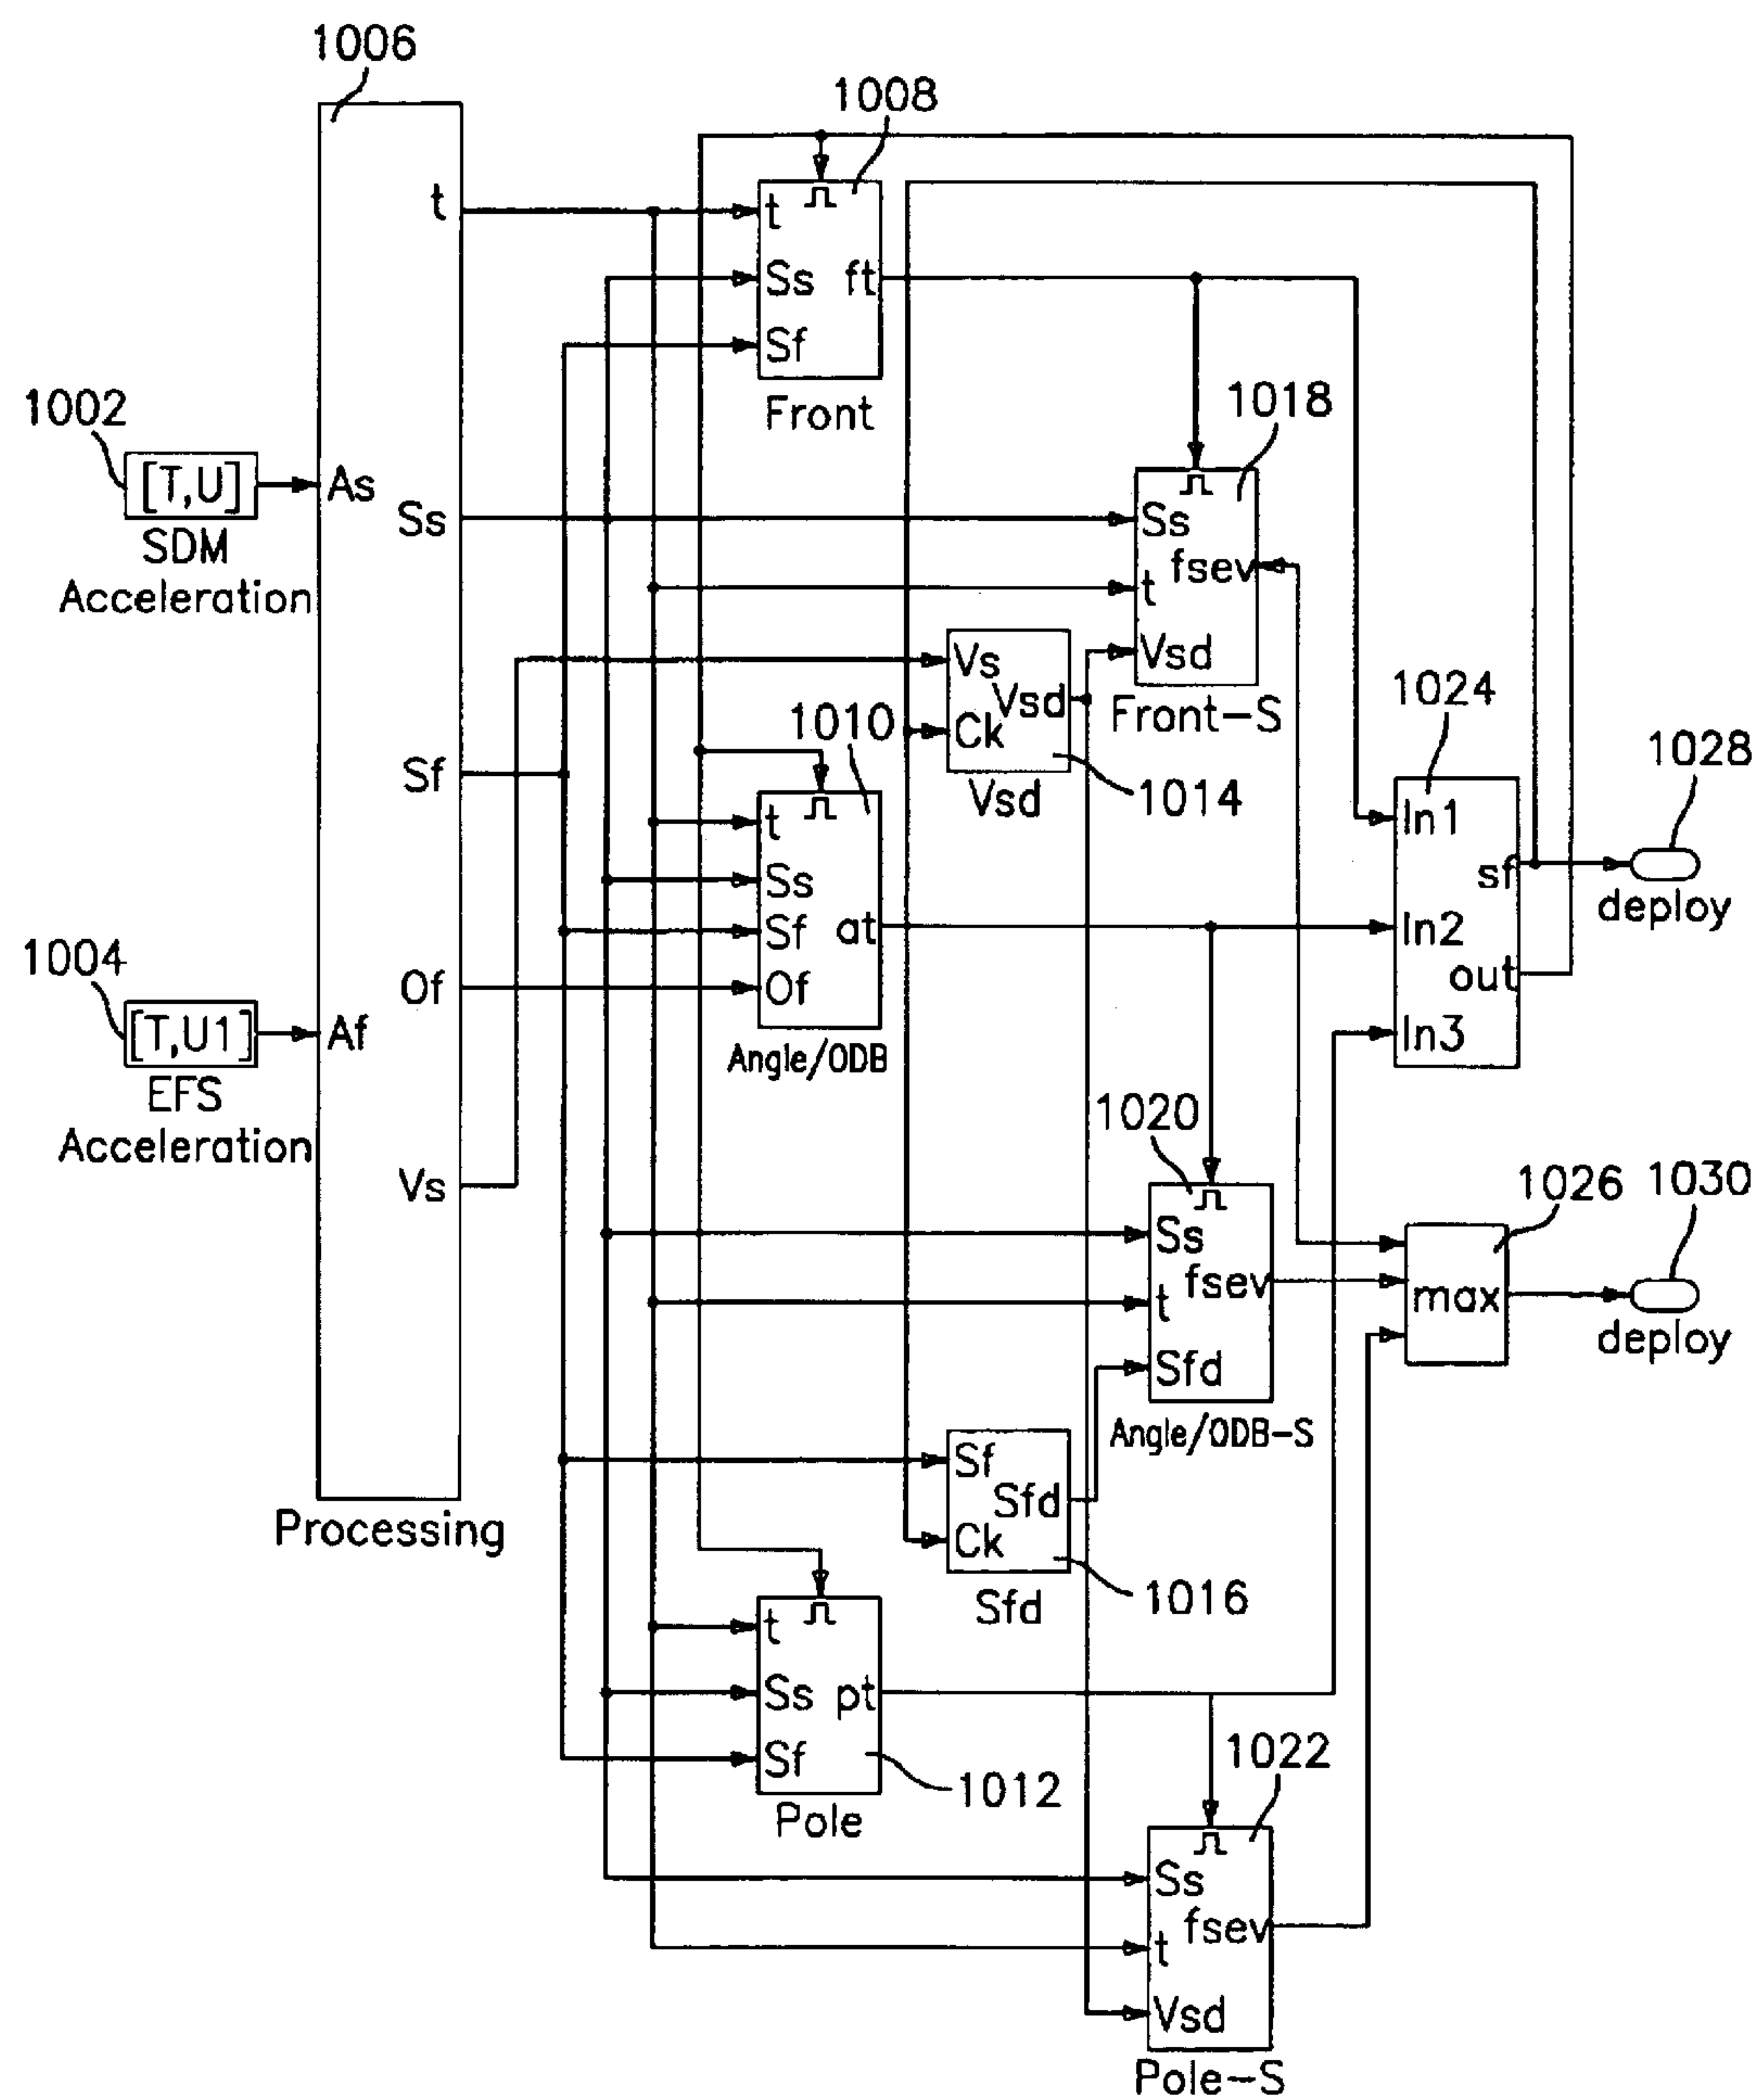 1006
1008
t
t
Ss
ft
Sf
Front
1002
[T,U]
SDM
Acceleration
As
Ss
1018
Ss
fsev
t
Vsd
Front-S
Vs
Vsd
Ck
Vsd
1014
1024
In1
sf
In2
out
In3
1028
deploy
Sf
1010
t
Ss
Sf
at
Of
Angle/ODB
1004
[T,U1]
EFS
Acceleration
Af
Of
Vs
1020
Ss
fsev
t
Sfd
Angle/ODB-S
1026
max
1030
deploy
Processing
Sf
Sfd
Ck
Sfd
1016
t
Ss
pt
Sf
Pole
1012
1022
Ss
fsev
t
Vsd
Pole-S